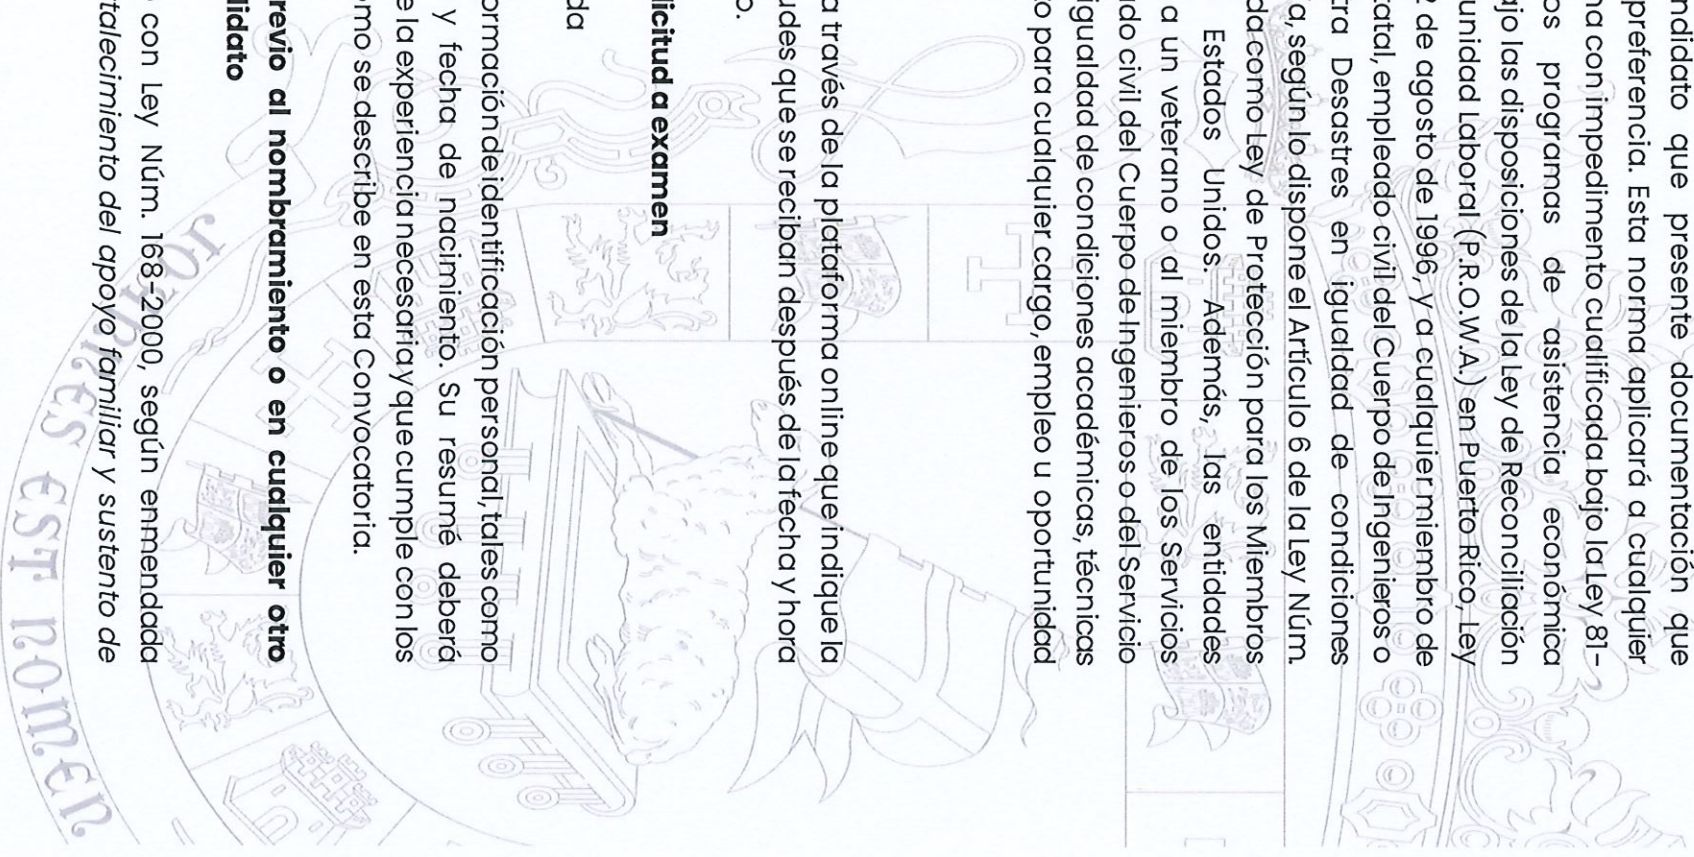 ndidato que presente documentación que
preferencia. Esta norma aplicará a cualquier
na con impedimento cualificada bajo la Ley 81-
os programas de asistencia económica
ajo las disposiciones de la Ley de Reconciliación
unidad Laboral (P.R.O.W.A.) en Puerto Rico, Ley
2 de agosto de 1996, y a cualquier miembro de
tatal, empleado civil del Cuerpo de Ingenieros o
tra Desastres en igualdad de condiciones
a, según lo dispone el Artículo 6 de la Ley Núm.
da como Ley de Protección para los Miembros
Estados Unidos. Además, las entidades
a un veterano o al miembro de los Servicios
ado civil del Cuerpo de Ingenieros o del Servicio
igualdad de condiciones académicas, técnicas
to para cualquier cargo, empleo u oportunidad
a través de la plataforma online que indique la
udes que se reciban después de la fecha y hora
o.
licitud a examen
da
ormación de identificación personal, tales como
y fecha de nacimiento. Su resumé deberá
e la experiencia necesaria y que cumple con los
omo se describe en esta Convocatoria.
revio al nombramiento o en cualquier otro
didato
con Ley Núm. 168-2000, según enmendada
talecimiento del apoyo familiar y sustento de
JOANNES EST NOMEN